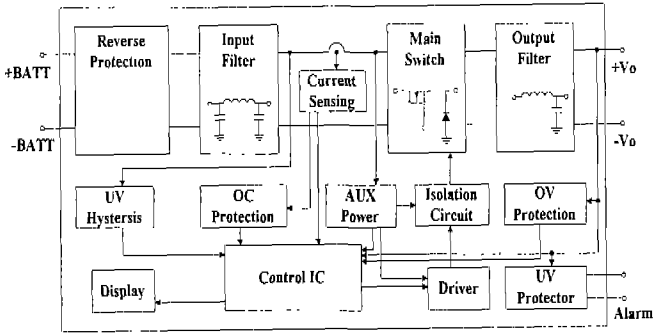 Reverse
Protection
Input
Filter
Main
Switch
Output
Filter
+BATT
+Vo
Current
Sensing
-BATT
-Vo
UV
Hystersis
OC
Protection
AUX
Power
Isolation
Circuit
OV
Protection
Control IC
Display
Driver
UV
Protector
Alarm